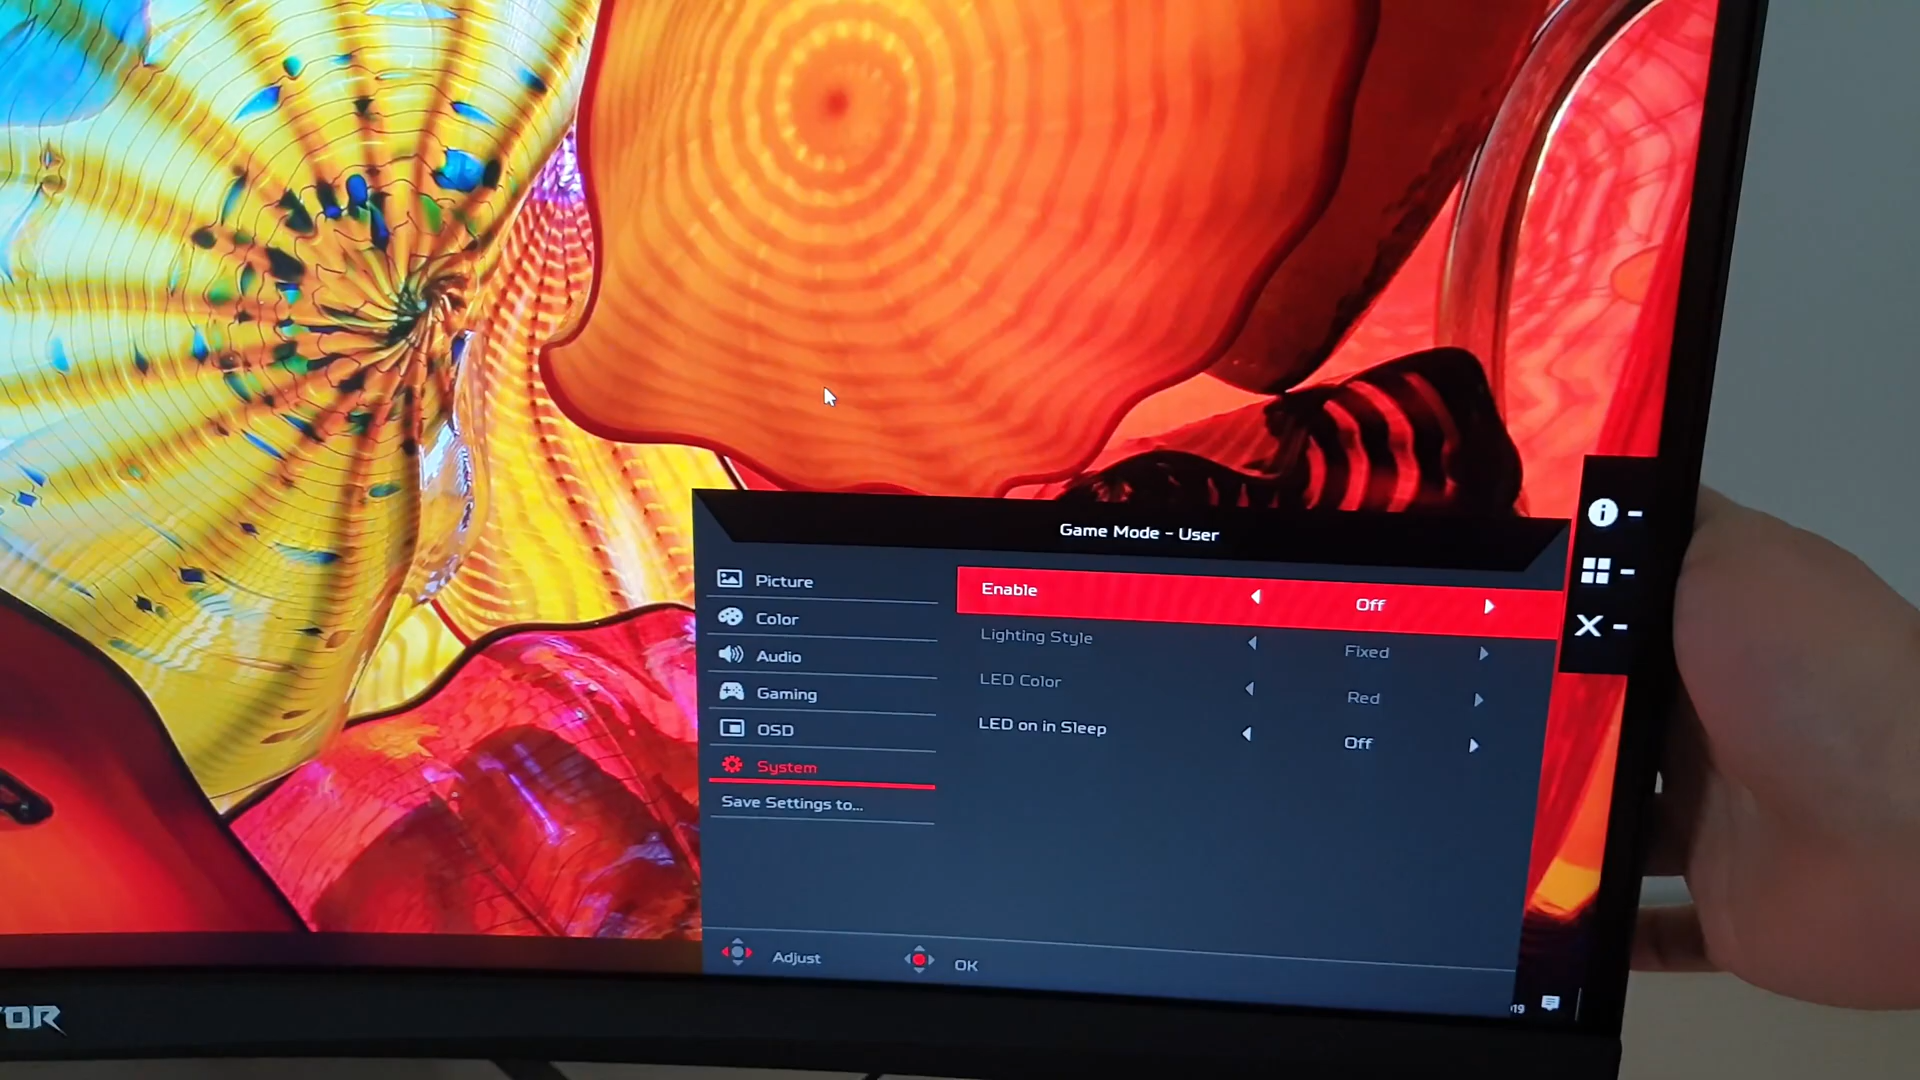 Game Mode - User
Picture
Color
Audio
Gaming
OSD
System
Save Settings to...
Enable Off
Lighting Style Fixed
LED Color Red
LED on in Sleep Off
Adjust OK
TOR